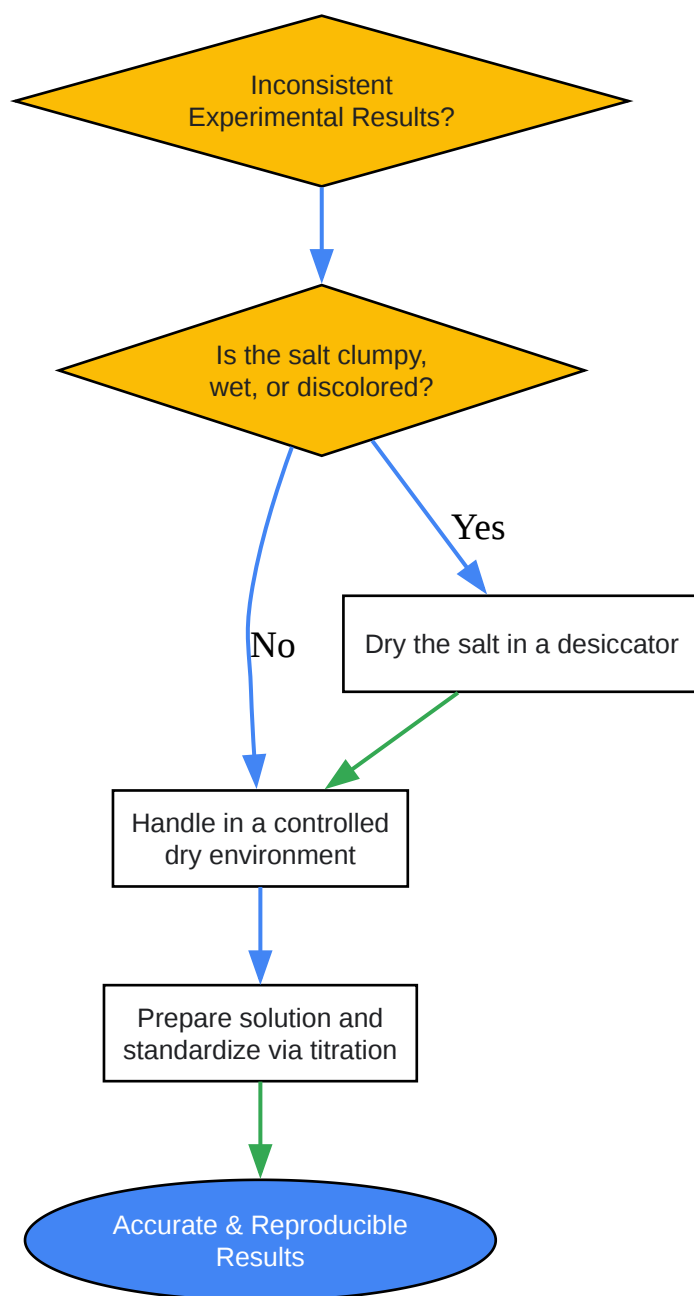 Inconsistent
Experimental Results?
Is the salt clumpy,
wet, or discolored?
Yes
No
Dry the salt in a desiccator
Handle in a controlled
dry environment
Prepare solution and
standardize via titration
Accurate & Reproducible
Results